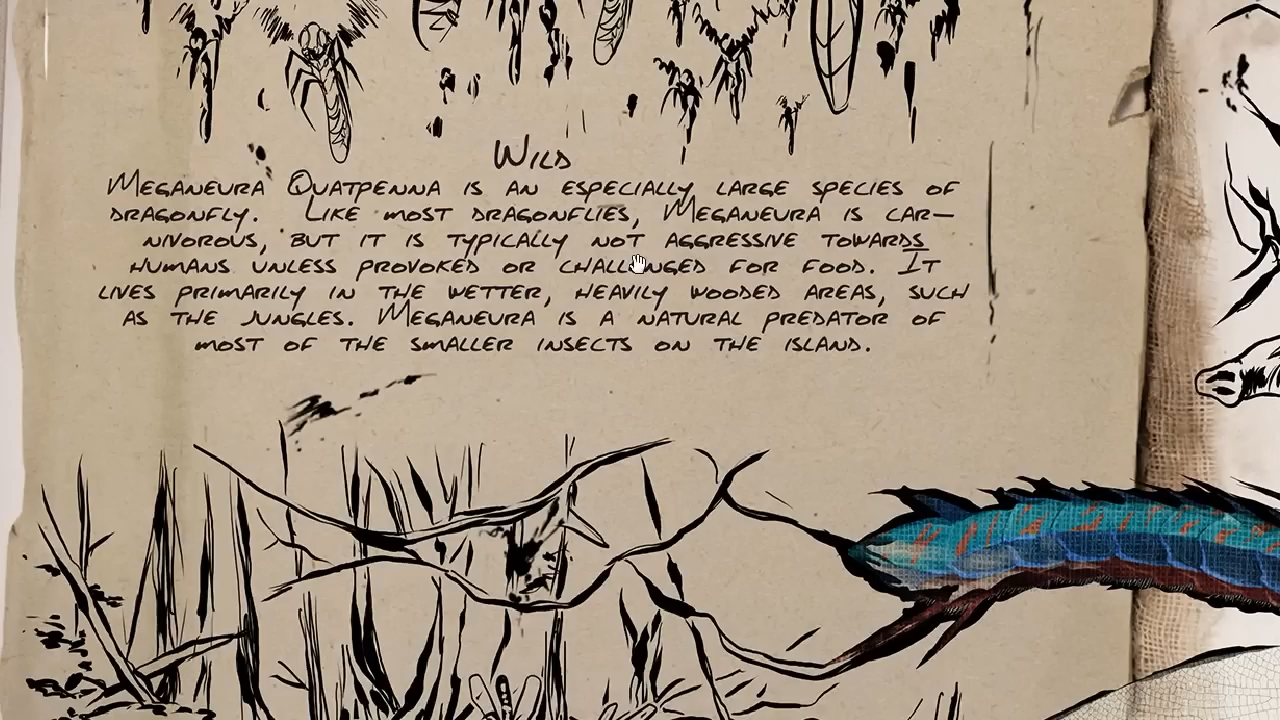 Wild
Meganeura Quatpenna is an especially large species of
dragonfly. Like most dragonflies, Meganeura is car-
nivorous, but it is typically not aggressive towards
humans unless provoked or challenged for food. It
lives primarily in the wetter, heavily wooded areas, such
as the jungles. Meganeura is a natural predator of
most of the smaller insects on the island.